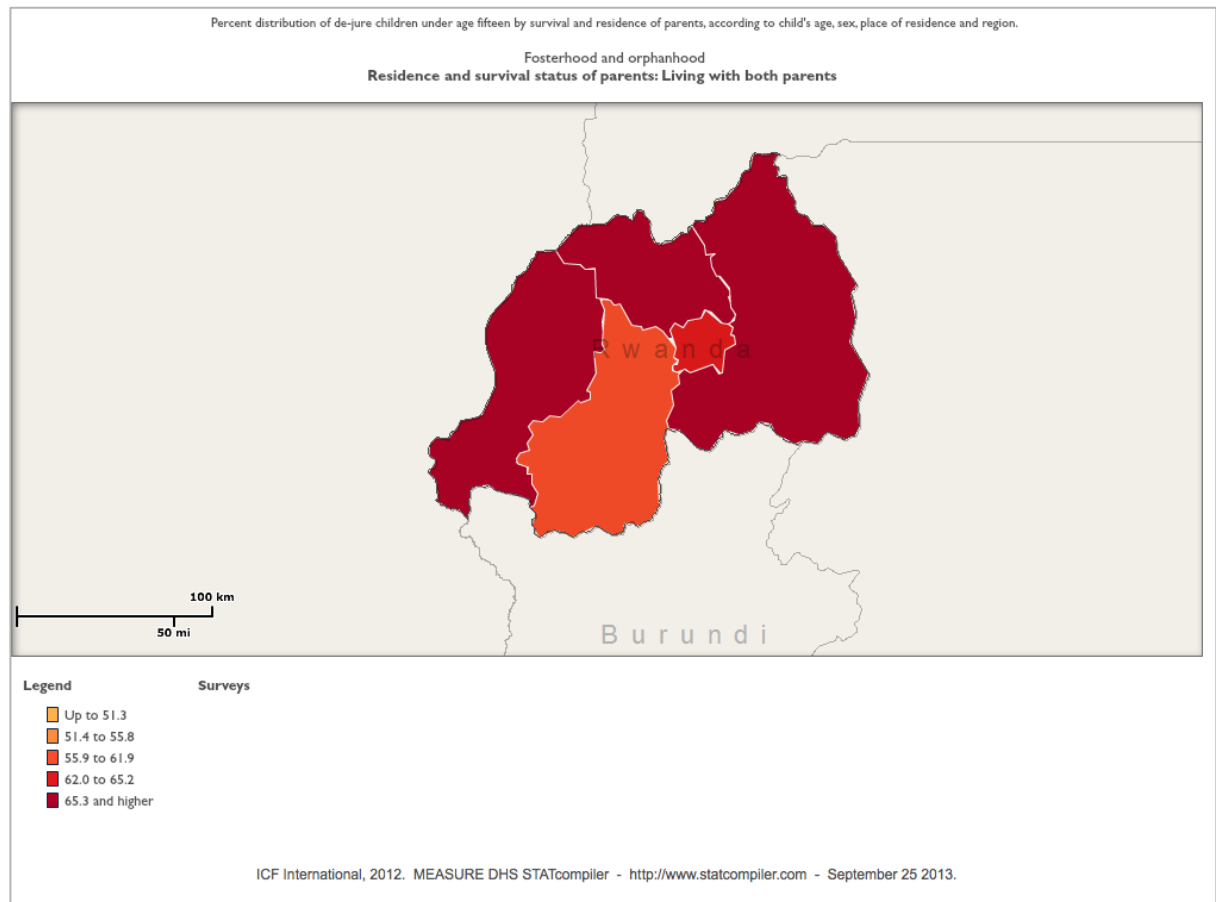 Percent distribution of de-jure children under age fifteen by survival and residence of parents, according to child's age, sex, place of residence and region.
Fosterhood and orphanhood
Residence and survival status of parents: Living with both parents
Rwanda
100 km
50 mi
Burundi
Legend
Surveys
Up to 51.3
51.4 to 55.8
55.9 to 61.9
62.0 to 65.2
65.3 and higher
ICF International, 2012. MEASURE DHS STATcompiler - http://www.statcompiler.com - September 25 2013.